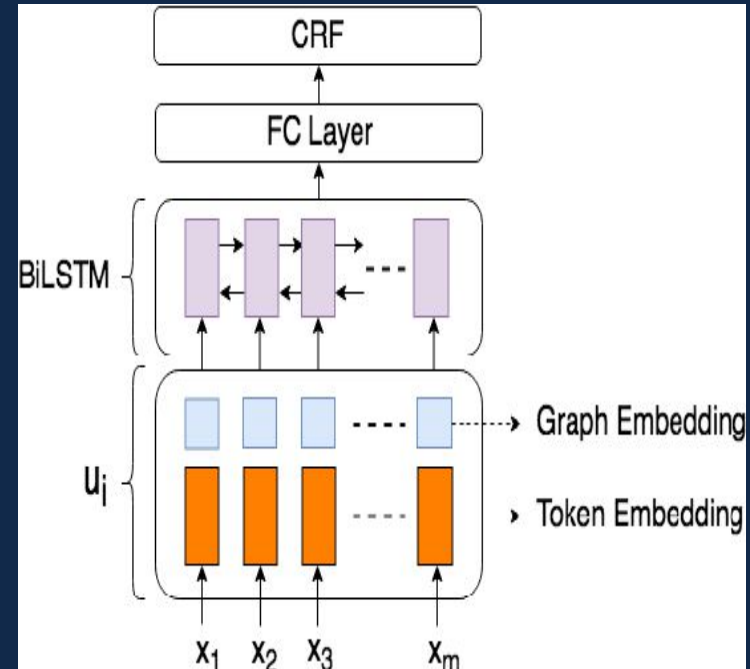 CRF
FC Layer
BiLSTM
Graph Embedding
uᵢ
Token Embedding
x₁ x₂ x₃ xₘ